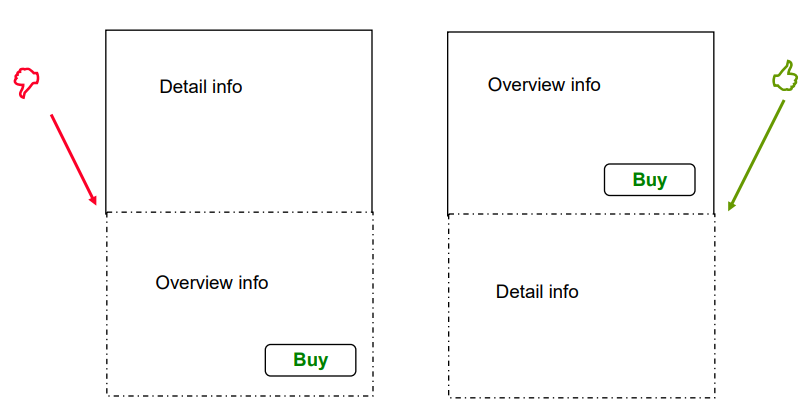 Detail info
Overview info
Buy
Overview info
Buy
Detail info